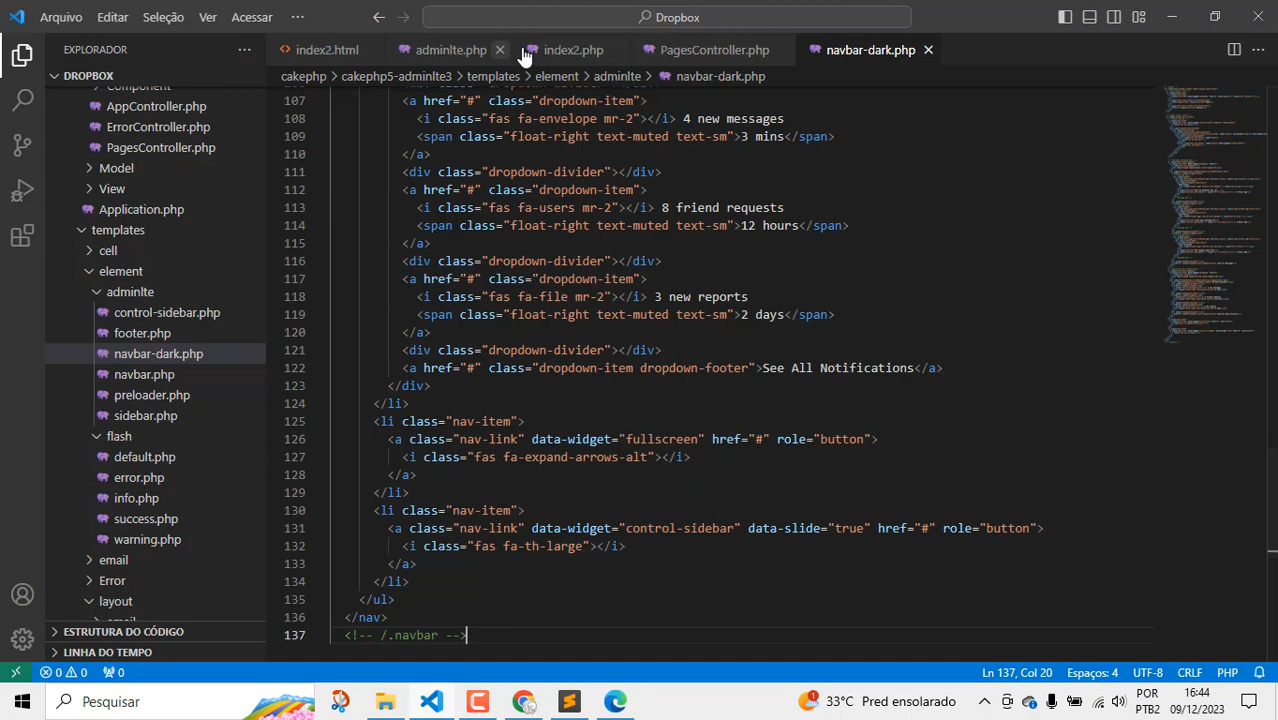 Arquivo Editar Seleção Ver Acessar ··· Dropbox
EXPLORADOR ··· index2.html adminlte.php index2.php PagesController.php navbar-dark.php
DROPBOX cakephp > cakephp5-adminlte3 > templates > element > adminlte > navbar-dark.php
Component
AppController.php
ErrorController.php
PagesController.php
Model
View
Application.php
templates
cell
element
adminlte
control-sidebar.php
footer.php
navbar-dark.php
navbar.php
preloader.php
sidebar.php
flash
default.php
error.php
info.php
success.php
warning.php
email
Error
layout
ESTRUTURA DO CÓDIGO
LINHA DO TEMPO
107 <a href="#" class="dropdown-item">
108 <i class="fas fa-envelope mr-2"></i> 4 new messages
109 <span class="float-right text-muted text-sm">3 mins</span>
110 </a>
111 <div class="dropdown-divider"></div>
112 <a href="#" class="dropdown-item">
113 <i class="fas fa-users mr-2"></i> 8 friend requests
114 <span class="float-right text-muted text-sm">12 hours</span>
115 </a>
116 <div class="dropdown-divider"></div>
117 <a href="#" class="dropdown-item">
118 <i class="fas fa-file mr-2"></i> 3 new reports
119 <span class="float-right text-muted text-sm">2 days</span>
120 </a>
121 <div class="dropdown-divider"></div>
122 <a href="#" class="dropdown-item dropdown-footer">See All Notifications</a>
123 </div>
124 </li>
125 <li class="nav-item">
126 <a class="nav-link" data-widget="fullscreen" href="#" role="button">
127 <i class="fas fa-expand-arrows-alt"></i>
128 </a>
129 </li>
130 <li class="nav-item">
131 <a class="nav-link" data-widget="control-sidebar" data-slide="true" href="#" role="button">
132 <i class="fas fa-th-large"></i>
133 </a>
134 </li>
135 </ul>
136 </nav>
137 <!-- /.navbar -->
0 0 0 Ln 137, Col 20 Espaços: 4 UTF-8 CRLF PHP
Pesquisar 1 33°C Pred ensolarado POR PTB2 16:44 09/12/2023